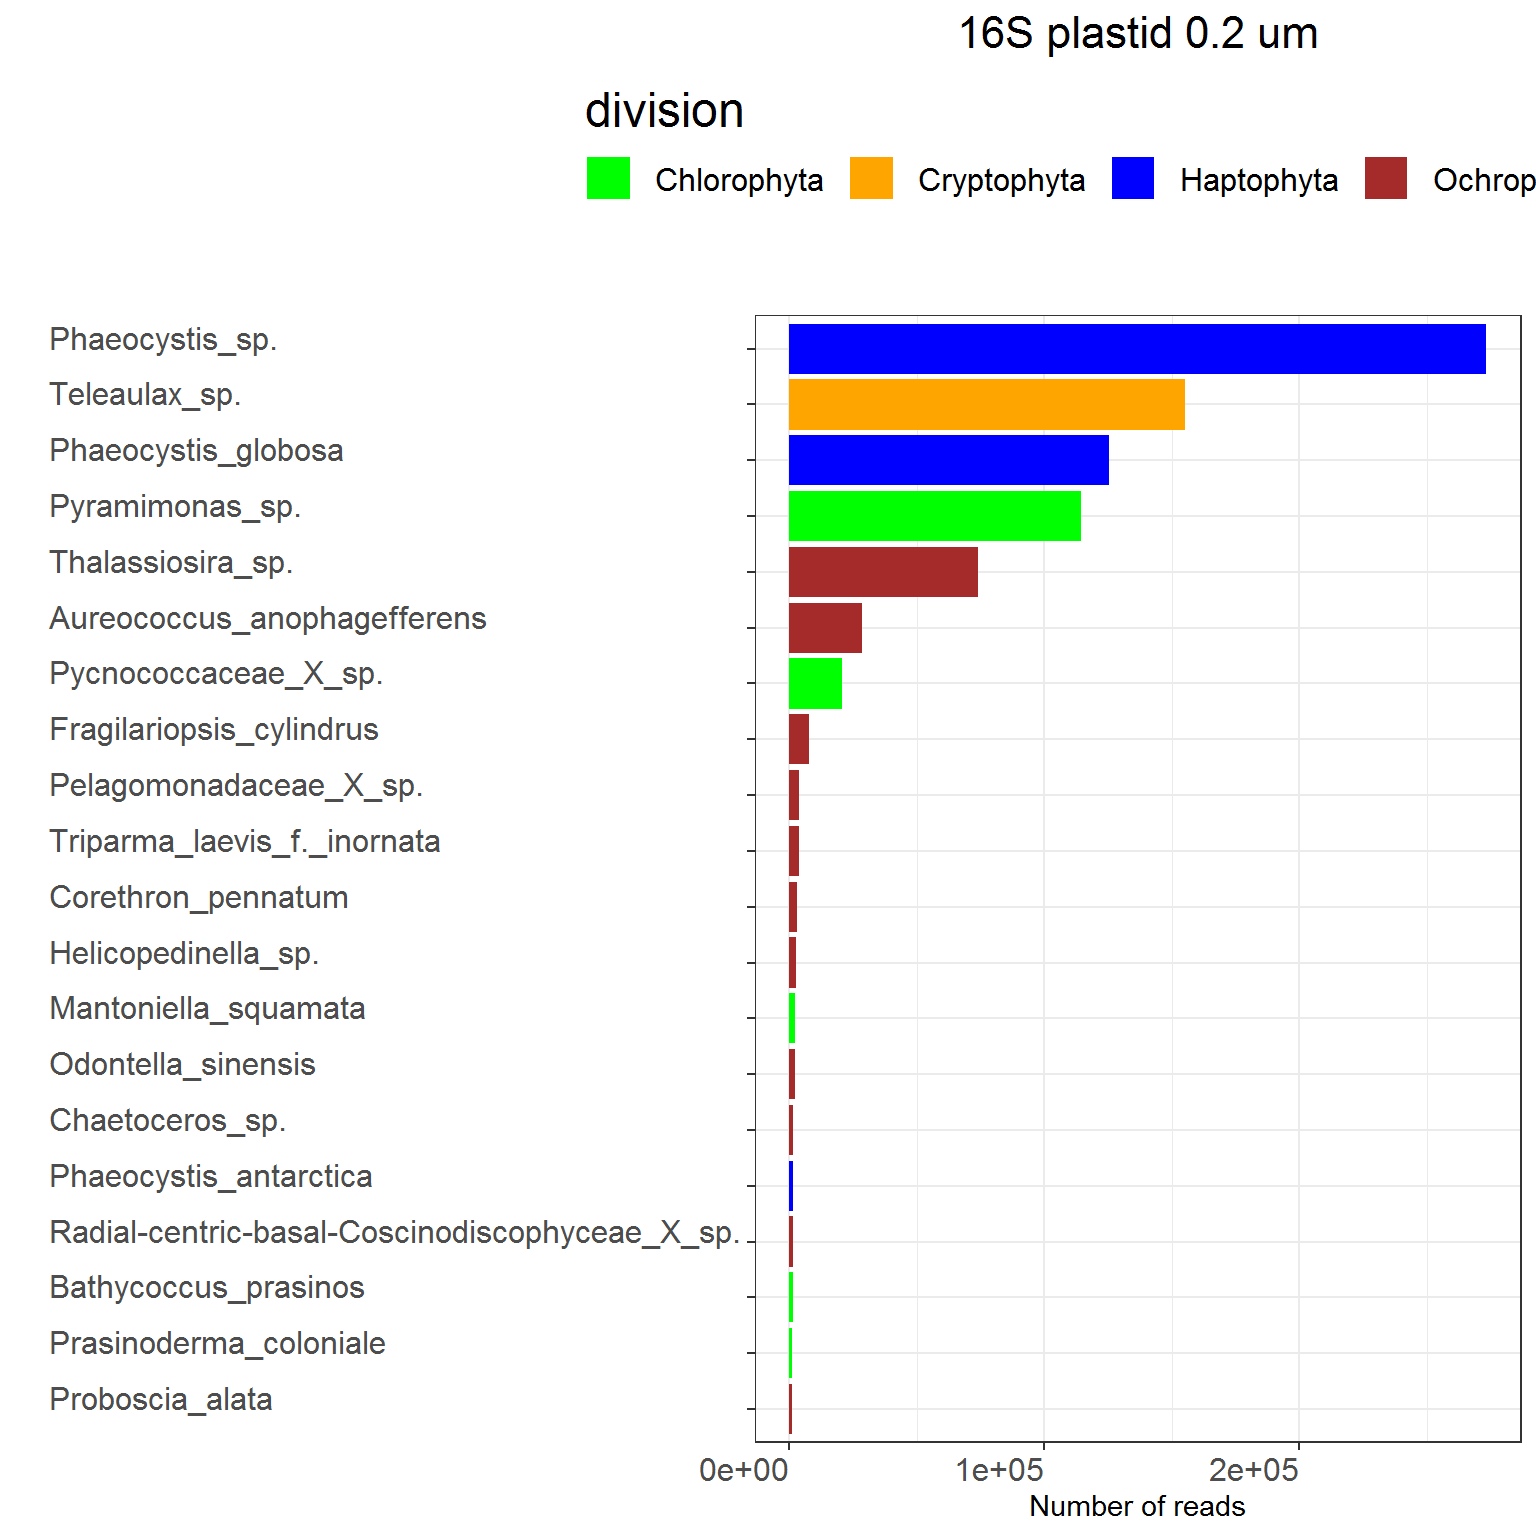 16S plastid 0.2 um
division
Chlorophyta Cryptophyta Haptophyta Ochrop
Phaeocystis_sp.
Teleaulax_sp.
Phaeocystis_globosa
Pyramimonas_sp.
Thalassiosira_sp.
Aureococcus_anophagefferens
Pycnococcaceae_X_sp.
Fragilariopsis_cylindrus
Pelagomonadaceae_X_sp.
Triparma_laevis_f._inornata
Corethron_pennatum
Helicopedinella_sp.
Mantoniella_squamata
Odontella_sinensis
Chaetoceros_sp.
Phaeocystis_antarctica
Radial-centric-basal-Coscinodiscophyceae_X_sp.
Bathycoccus_prasinos
Prasinoderma_coloniale
Proboscia_alata
0e+00 1e+05 2e+05
Number of reads